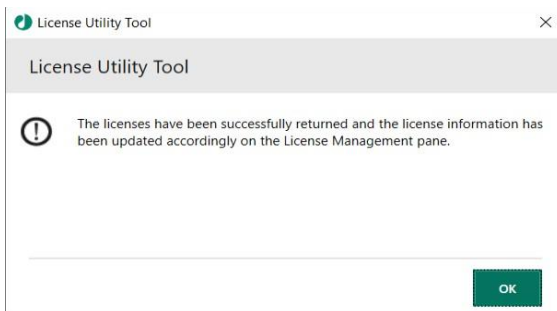 License Utility Tool
License Utility Tool
The licenses have been successfully returned and the license information has
been updated accordingly on the License Management pane.
OK